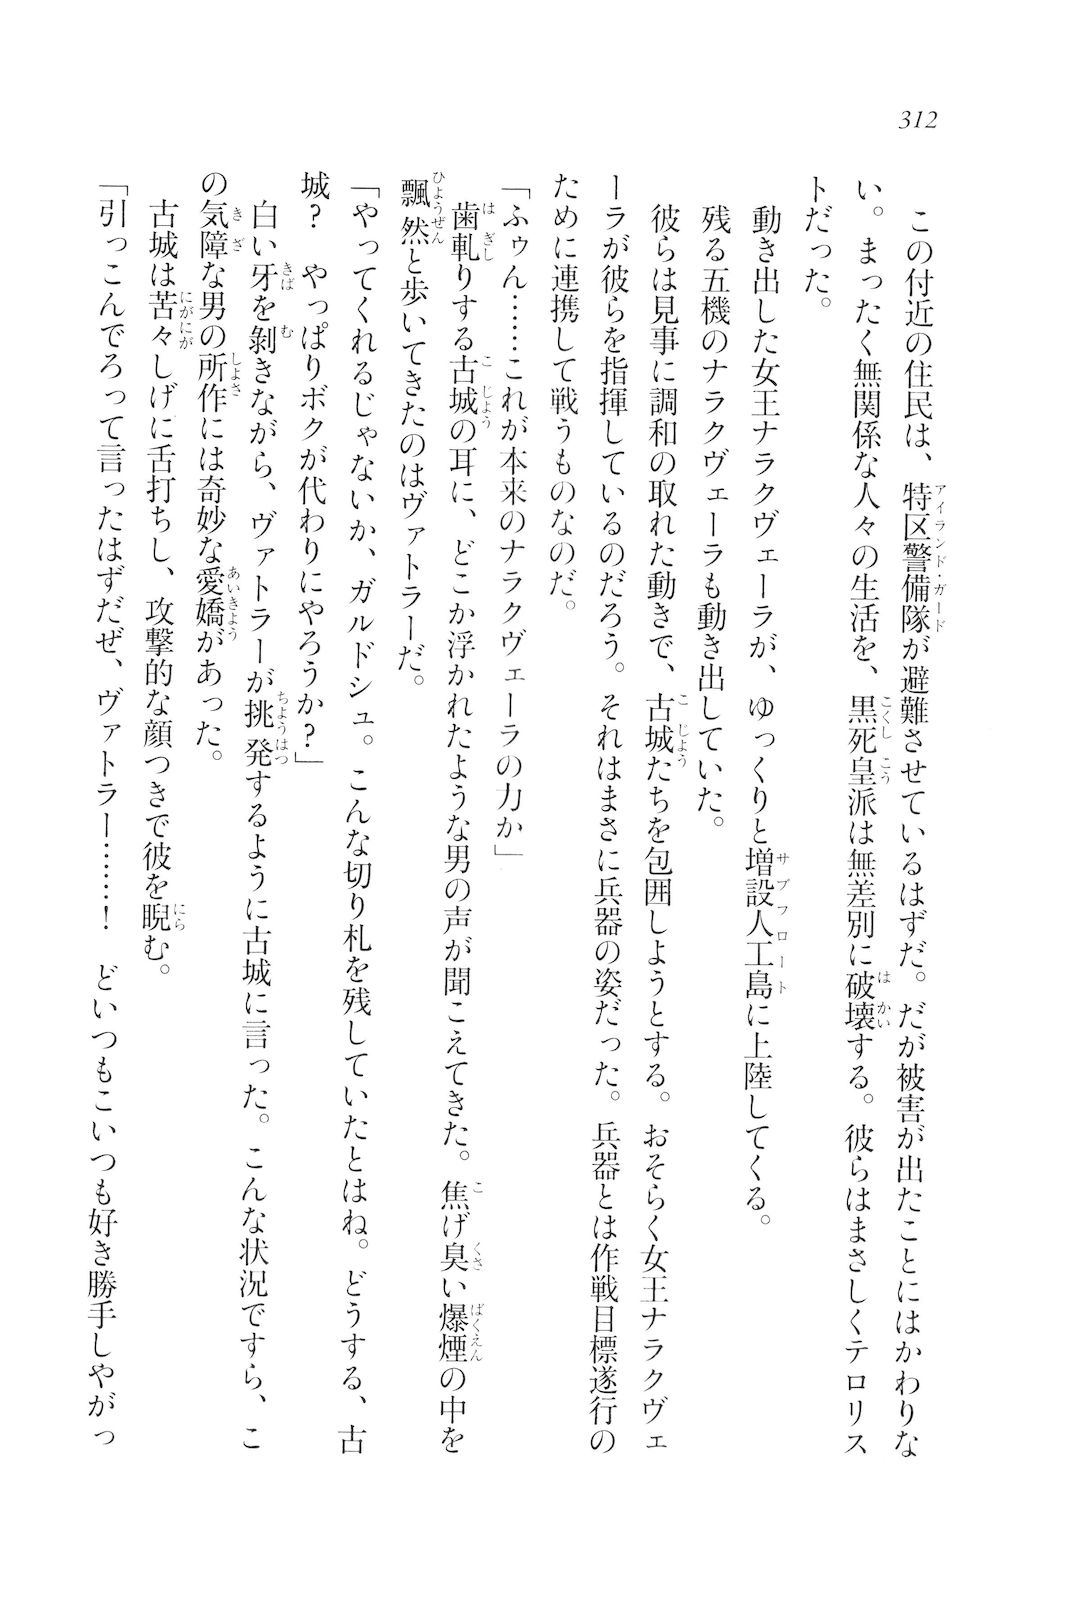 312
この付近の住民は、特区警備隊が避難させているはずだ。だが被害が出たことにはかわりな
い。まったく無関係な人々の生活を、黒死皇派は無差別に破壊する。彼らはまさしくテロリス
トだった。
動き出した女王ナラクヴェーラが、ゆっくりと増設人工島に上陸してくる。
残る五機のナラクヴェーラも動き出していた。
彼らは見事に調和の取れた動きで、古城たちを包囲しようとする。おそらく女王ナラクヴェ
ーラが彼らを指揮しているのだろう。それはまさに兵器の姿だった。兵器とは作戦目標遂行の
ために連携して戦うものなのだ。
「ふゥん……これが本来のナラクヴェーラの力か」
歯軋りする古城の耳に、どこか浮かれたような男の声が聞こえてきた。焦げ臭い爆煙の中を
飄然と歩いてきたのはヴァトラーだ。
「やってくれるじゃないか、ガルドシュ。こんな切り札を残していたとはね。どうする、古
城？　やっぱりボクが代わりにやろうか？」
白い牙を剝きながら、ヴァトラーが挑発するように古城に言った。こんな状況ですら、こ
の気障な男の所作には奇妙な愛嬌があった。
古城は苦々しげに舌打ちし、攻撃的な顔つきで彼を睨む。
「引っこんでろって言ったはずだぜ、ヴァトラー……！　どいつもこいつも好き勝手しやがっ